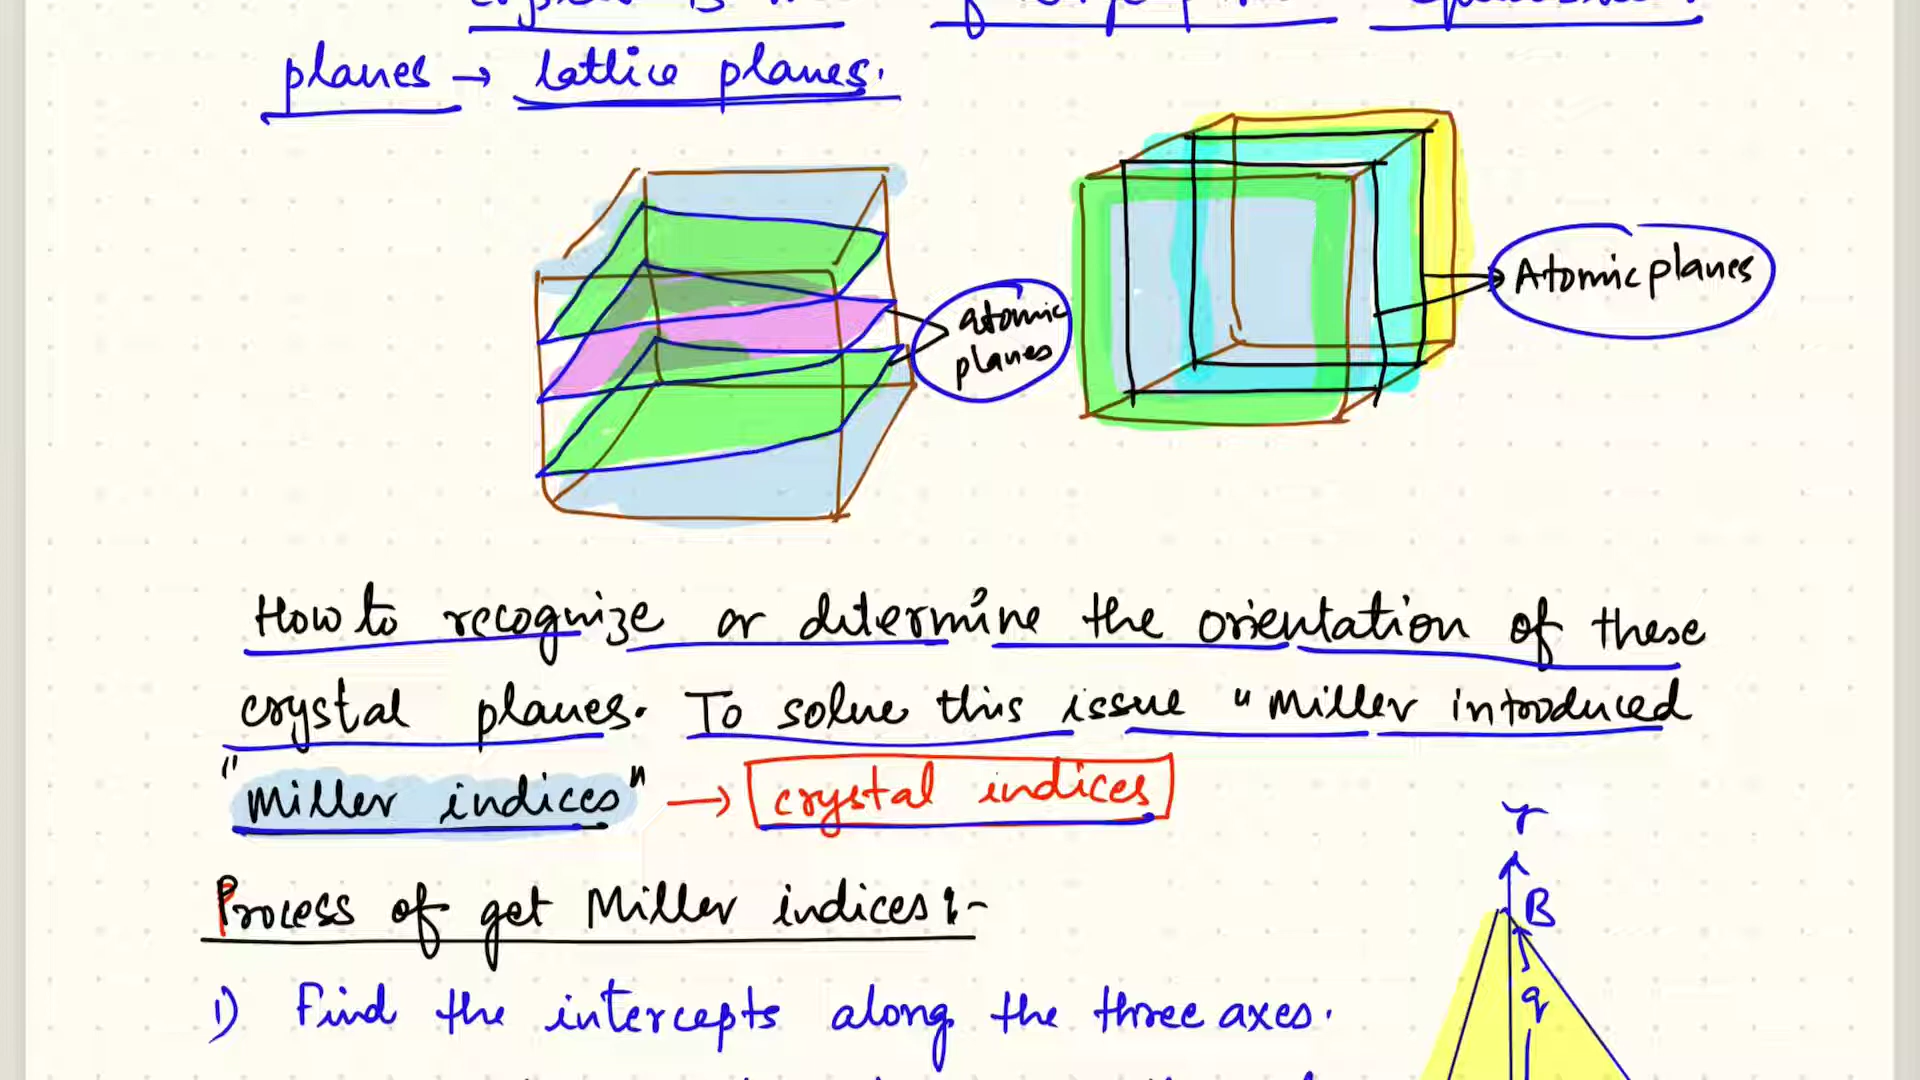 planes → lattice planes.
atomic
planes
Atomic planes
How to recognize or ditermine the orientation of these
crystal planes. To solve this issue "Miller introduced
"Miller indices" → crystal indices
Process of get Miller indices :-
1) Find the intercepts along the three axes.
Y
B
q